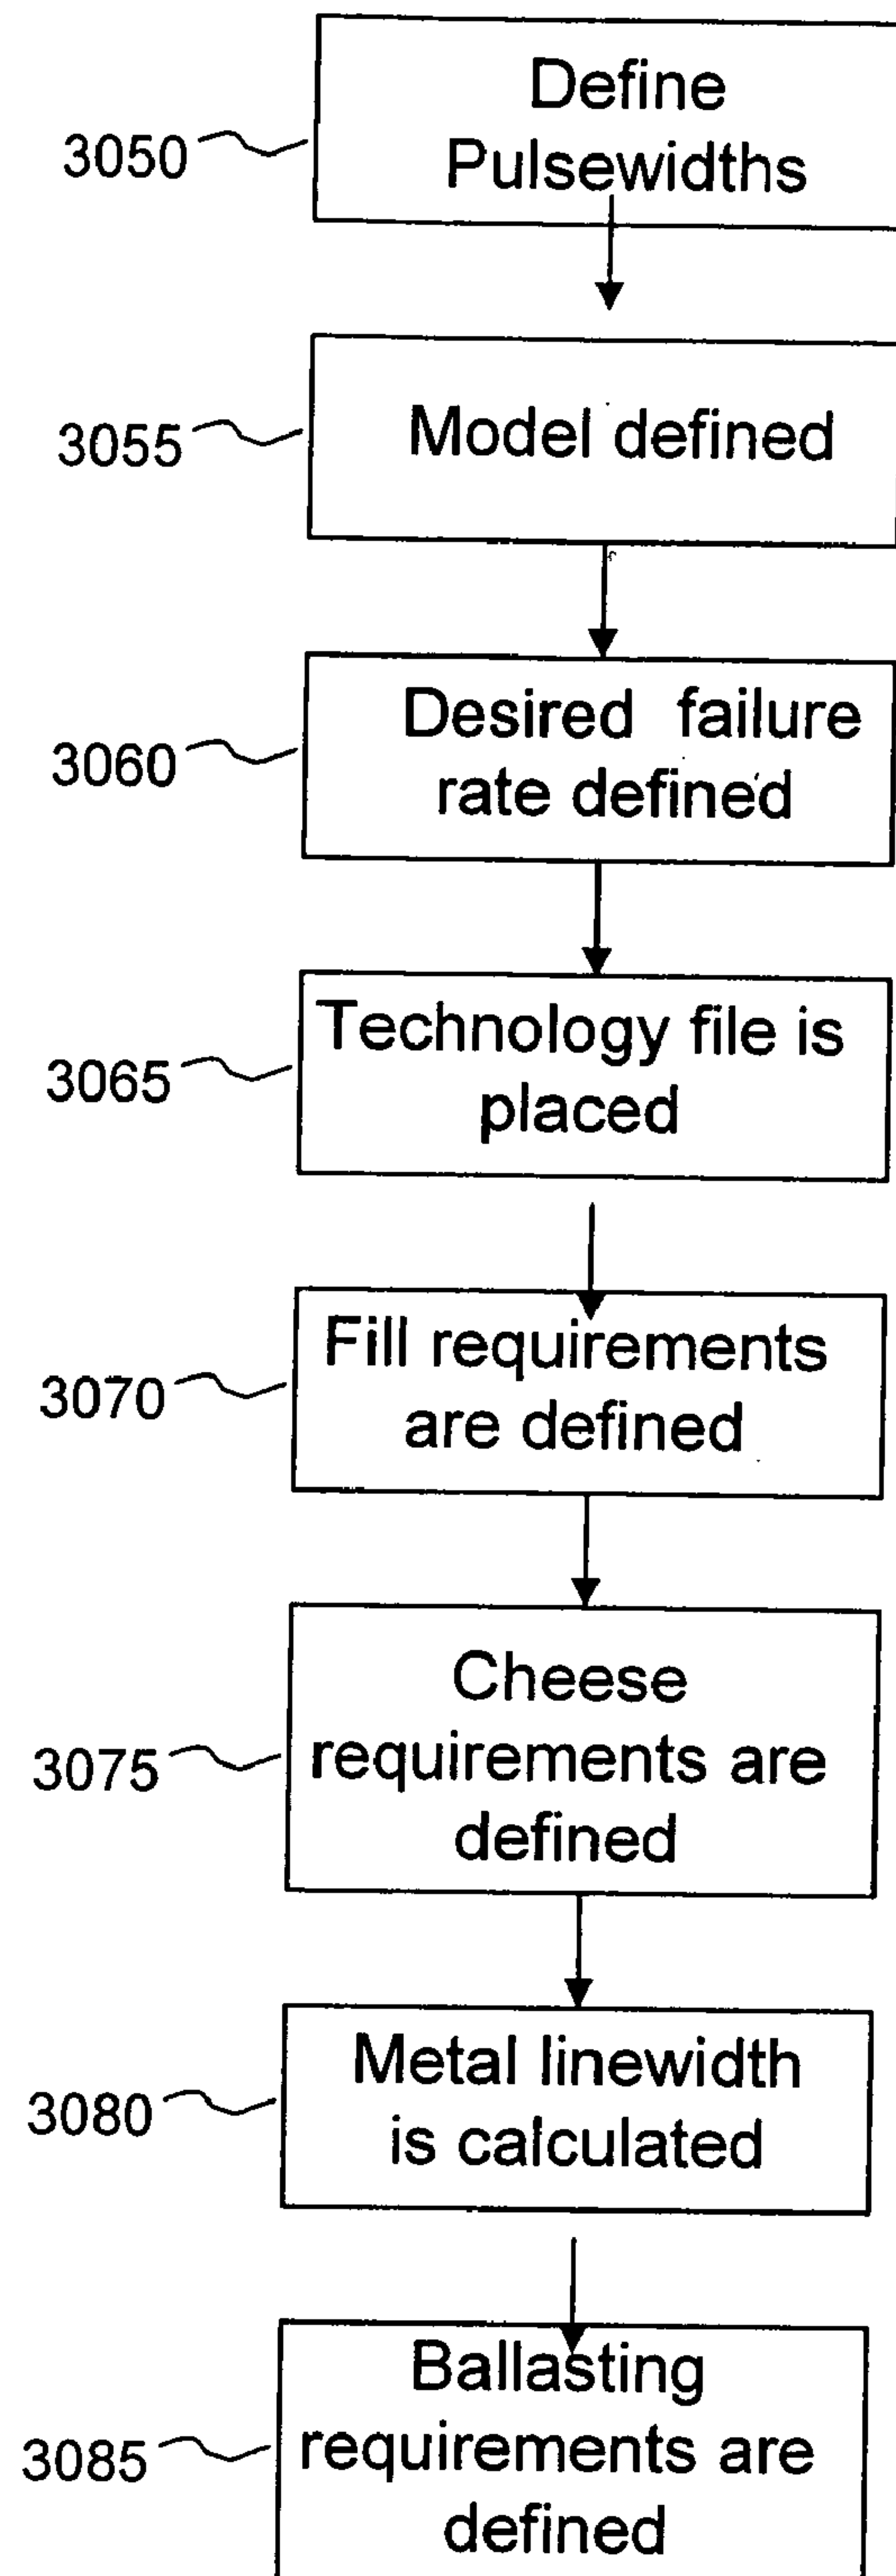 Define
3050
Pulsewidths
3055
Model defined
Desired failure
3060
rate defined
Technology file is
3065
placed
Fill requirements
3070
are defined
Cheese
3075
requirements are
defined
Metal linewidth
3080
is calculated
Ballasting
3085
requirements are
defined